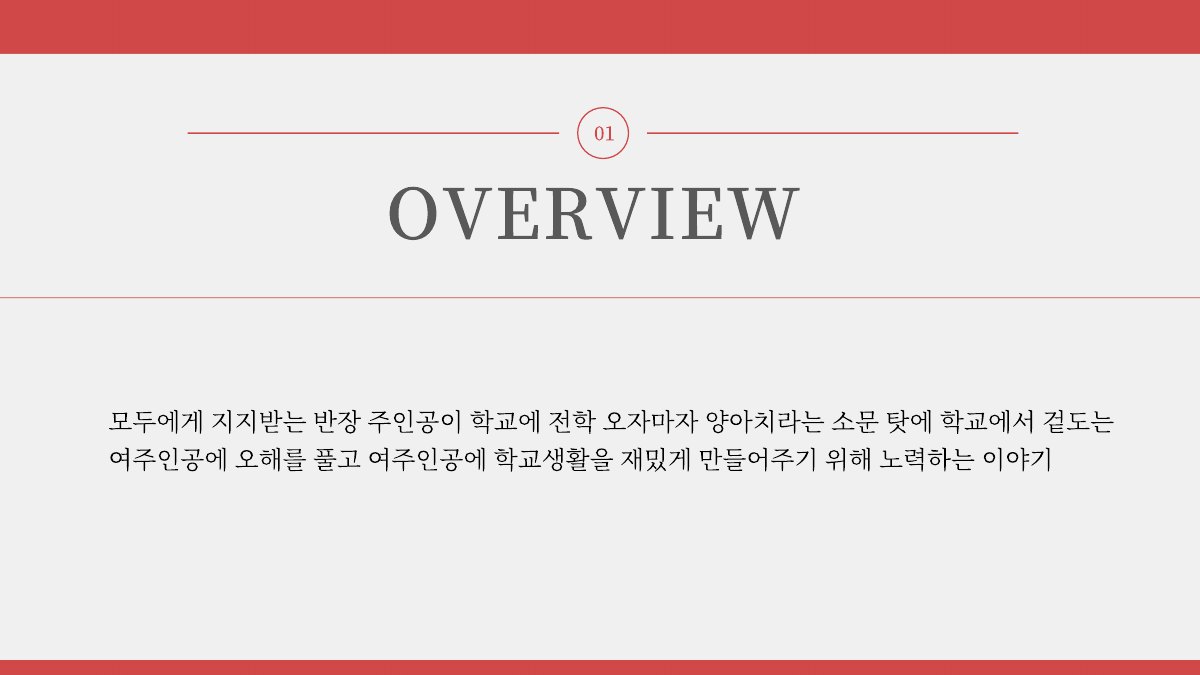 01
OVERVIEW
모두에게 지지받는 반장 주인공이 학교에 전학 오자마자 양아치라는 소문 탓에 학교에서 겉도는
여주인공에 오해를 풀고 여주인공에 학교생활을 재밌게 만들어주기 위해 노력하는 이야기